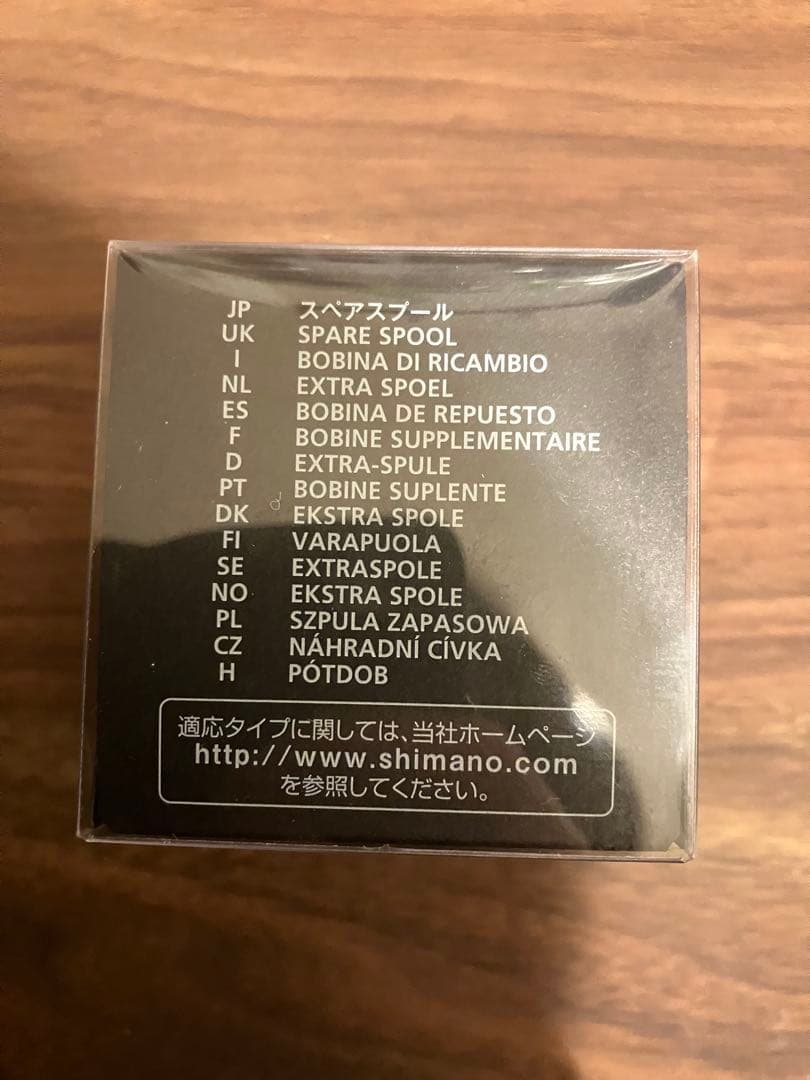 JP スペアスプール
UK SPARE SPOOL
I BOBINA DI RICAMBIO
NL EXTRA SPOEL
ES BOBINA DE REPUESTO
F BOBINE SUPPLEMENTAIRE
D EXTRA-SPULE
PT BOBINE SUPLENTE
DK EKSTRA SPOLE
FI VARAPUOLA
SE EXTRASPOLE
NO EKSTRA SPOLE
PL SZPULA ZAPASOWA
CZ NÁHRADNÍ CÍVKA
H PÓTDOB
適応タイプに関しては、当社ホームページ
http://www.shimano.com
を参照してください。